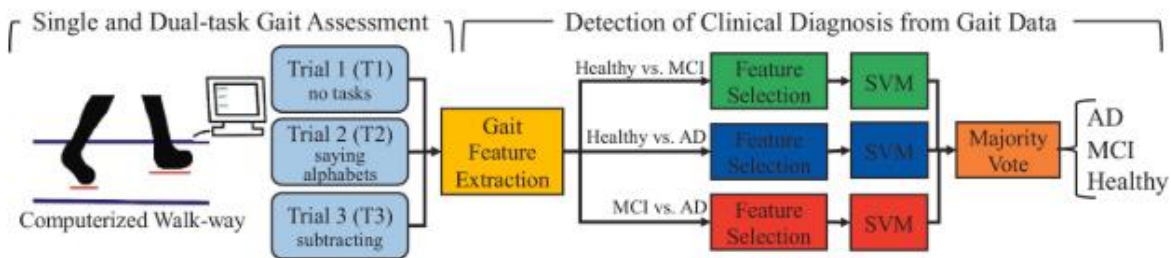 Single and Dual-task Gait Assessment
Detection of Clinical Diagnosis from Gait Data
Trial 1 (T1)
no tasks
Trial 2 (T2)
saying
alphabets
Trial 3 (T3)
subtracting
Computerized Walk-way
Gait
Feature
Extraction
Healthy vs. MCI
Feature
Selection
SVM
Healthy vs. AD
Feature
Selection
SVM
MCI vs. AD
Feature
Selection
SVM
Majority
Vote
AD
MCI
Healthy